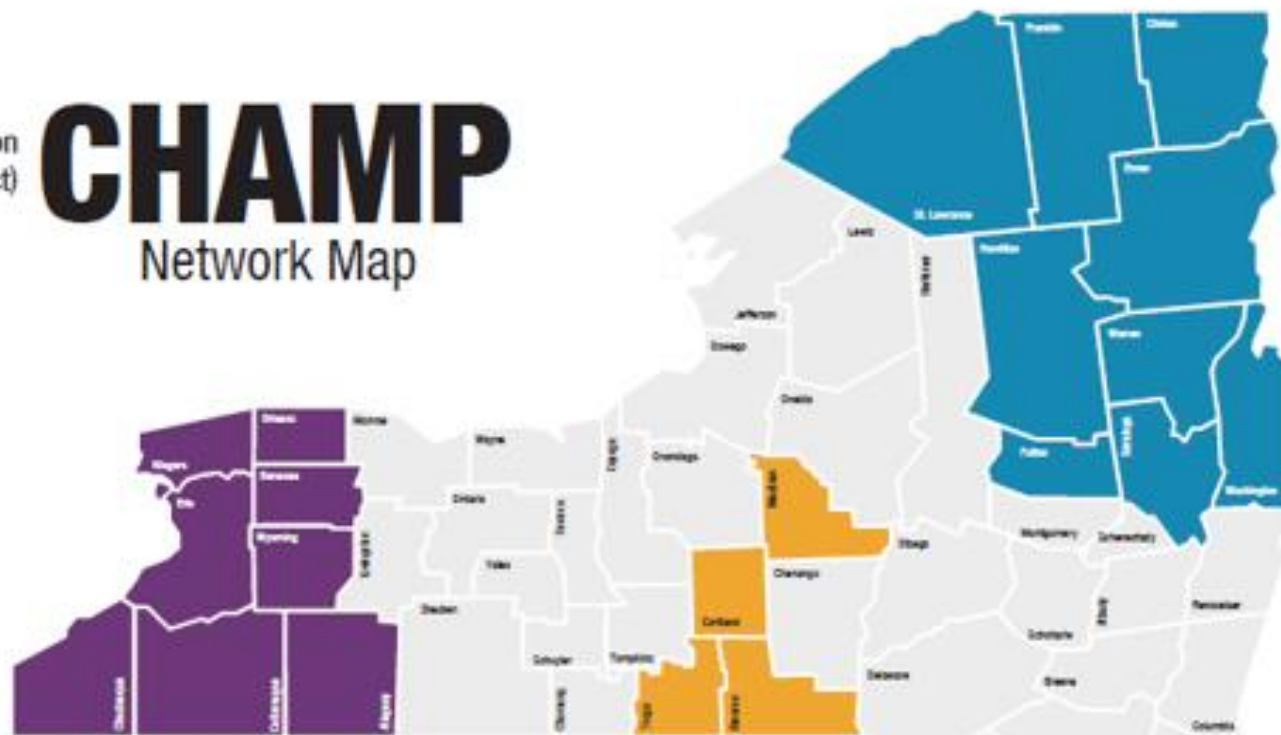 on
ct)
CHAMP
Network Map
Franklin
Clinton
Essex
St. Lawrence
Lewis
Hamilton
Herkimer
Jefferson
Oswego
Warren
Oneida
Orleans
Monroe
Wayne
Cayuga
Onondaga
Fulton
Saratoga
Niagara
Genesee
Madison
Washington
Erie
Ontario
Seneca
Wyoming
Livingston
Yates
Otsego
Montgomery
Schenectady
Chenango
Steuben
Cortland
Albany
Rensselaer
Schoharie
Schuyler
Tompkins
Delaware
Greene
Chautauqua
Cattaraugus
Allegany
Chemung
Tioga
Broome
Columbia